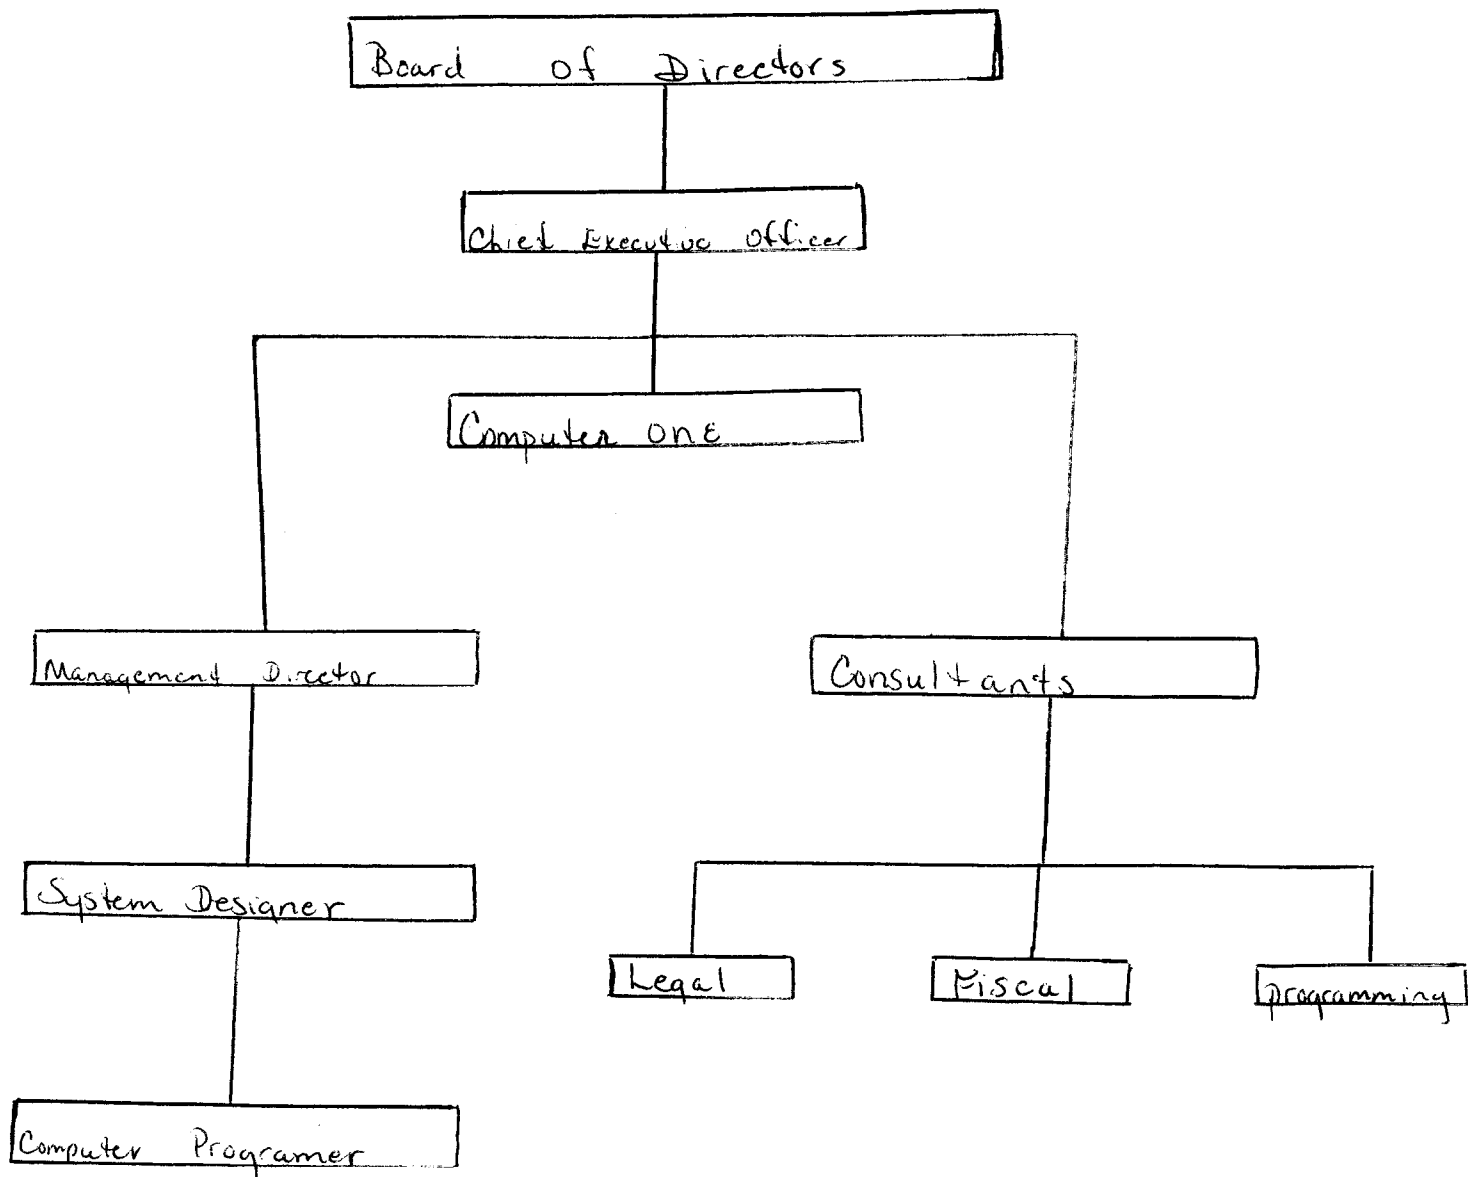 Board of Directors
Chief Executive Officer
Computer One
Management Director
Consultants
System Designer
Legal
Fiscal
programming
Computer Programer